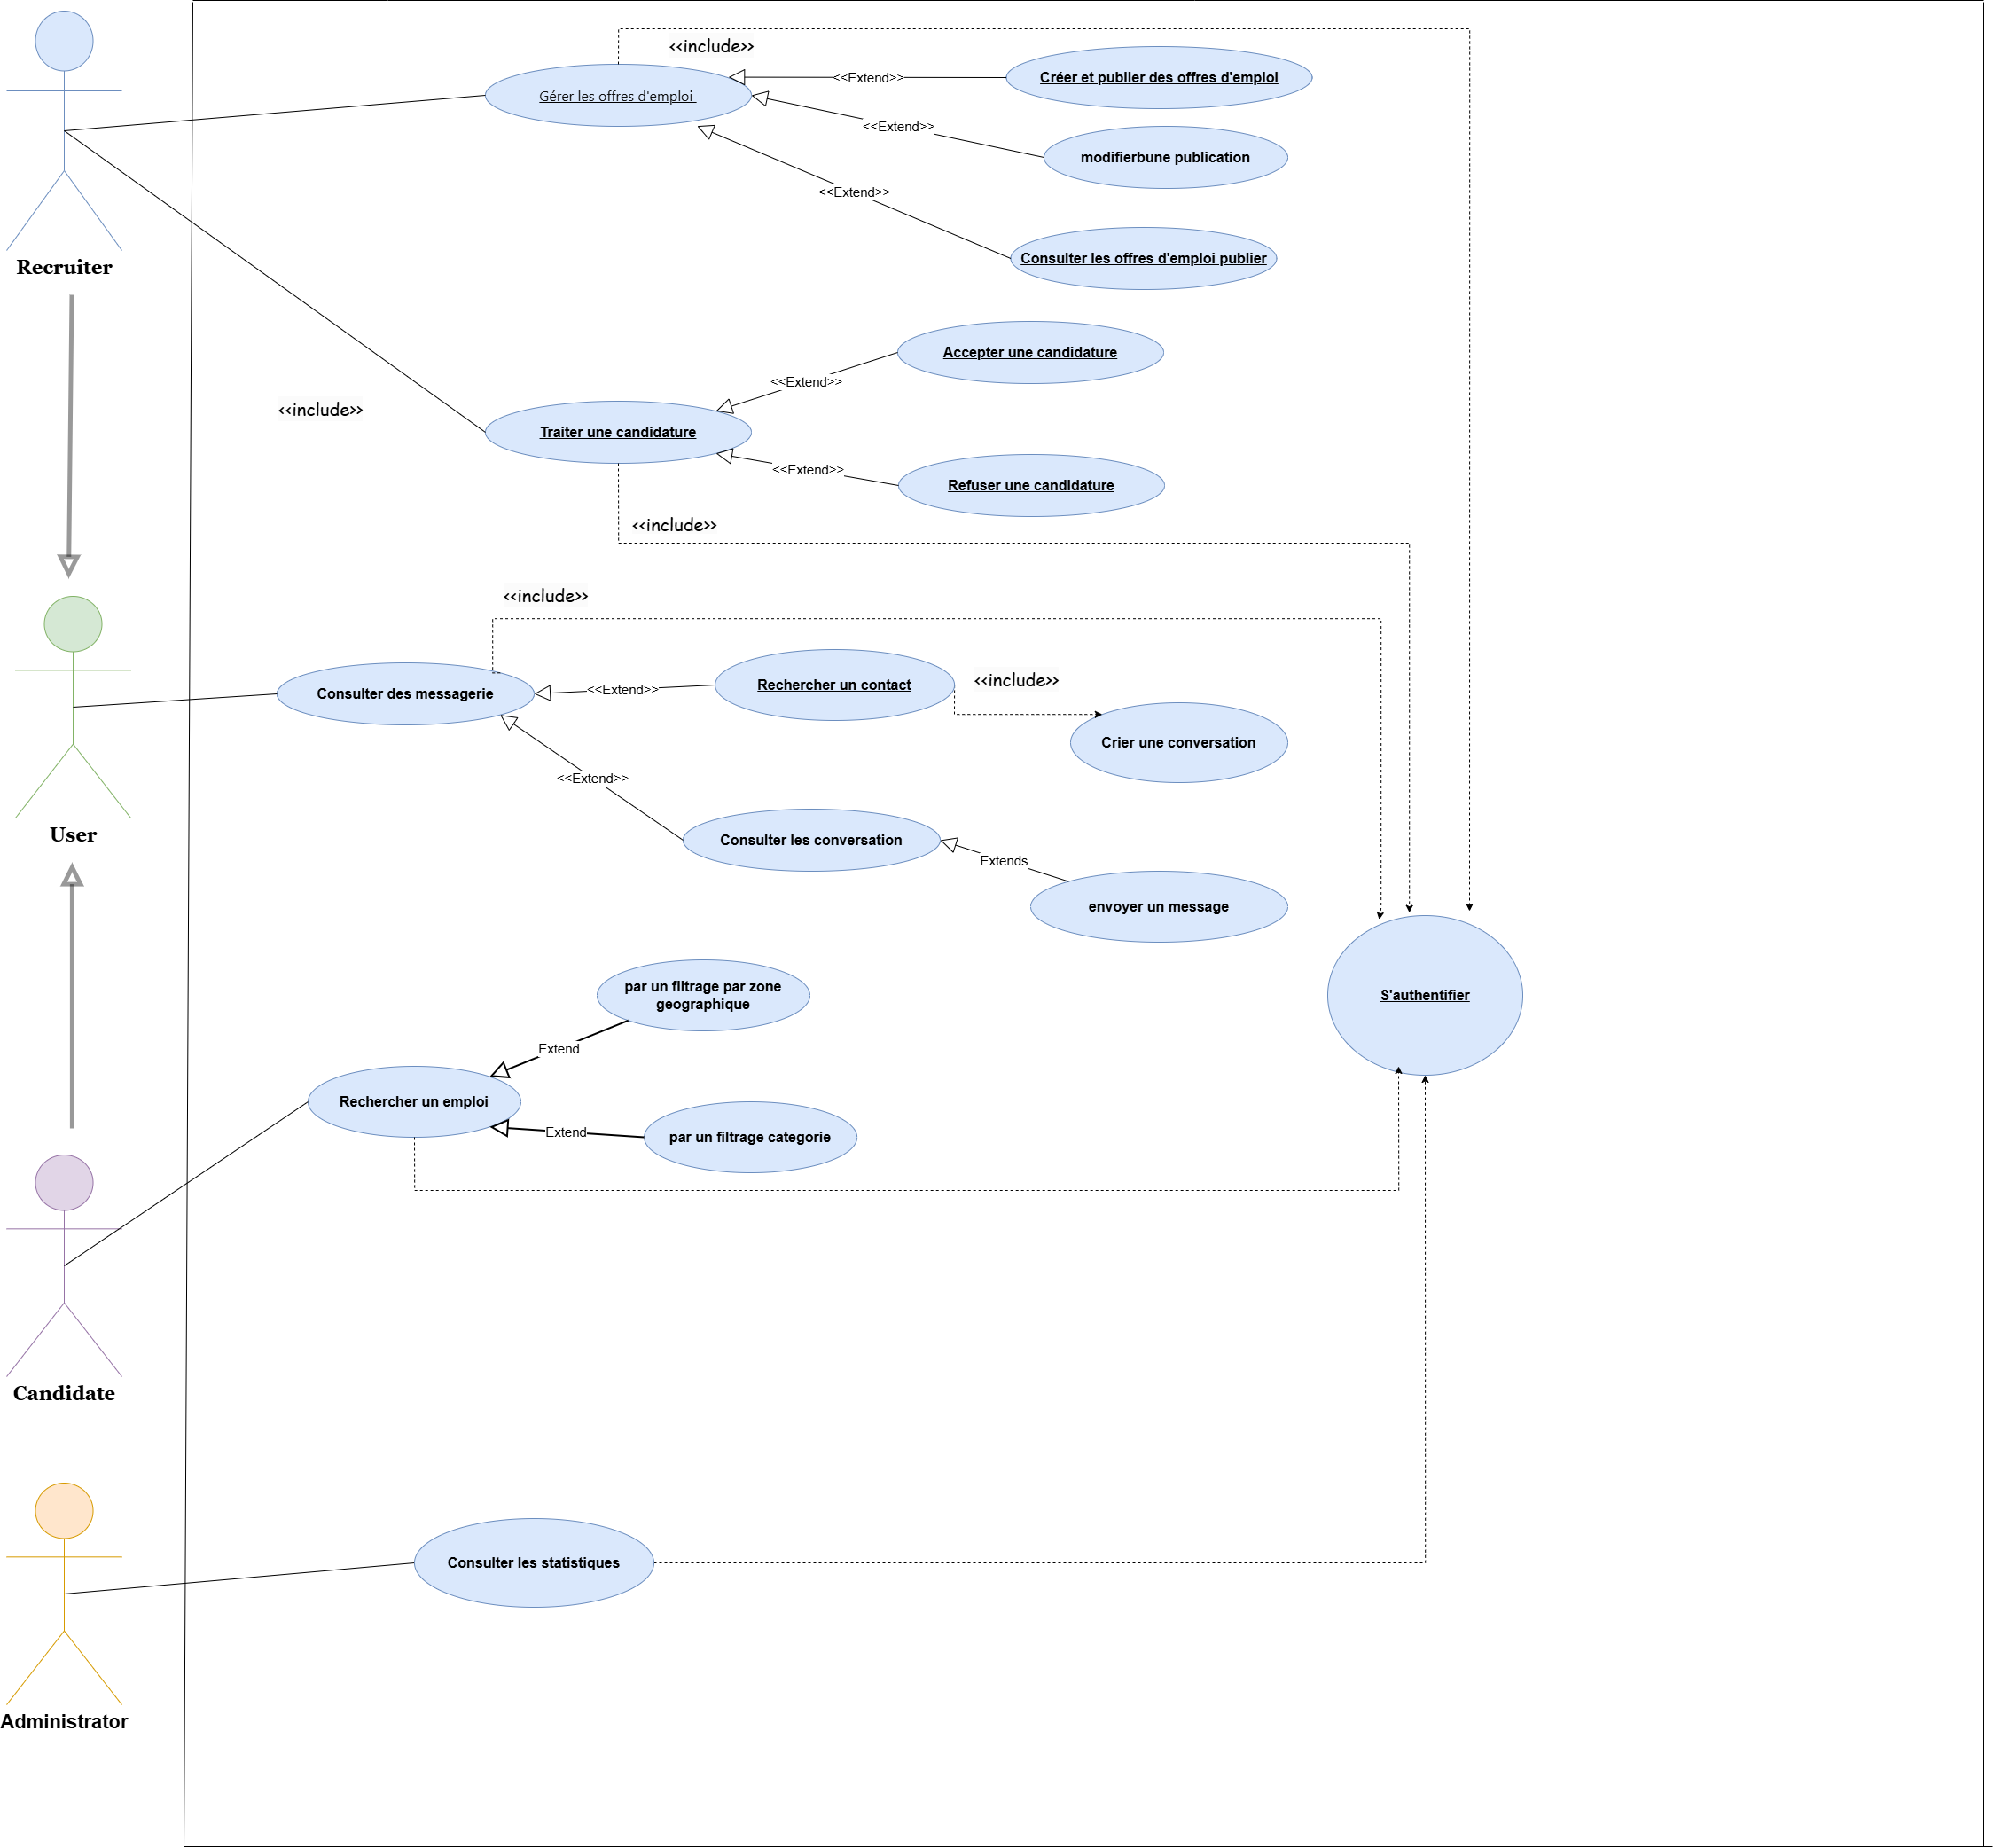 <<include>>
<<Extend>>
Créer et publier des offres d'emploi
Gérer les offres d'emploi
<<Extend>>
modifierbune publication
<<Extend>>
Consulter les offres d'emploi publier
Recruiter
Accepter une candidature
<<Extend>>
<<include>>
Traiter une candidature
<<Extend>>
Refuser une candidature
<<include>>
<<include>>
<<include>>
Rechercher un contact
<<Extend>>
Consulter des messagerie
Crier une conversation
<<Extend>>
User
Consulter les conversation
Extends
envoyer un message
par un filtrage par zone
geographique
S'authentifier
Extend
Rechercher un emploi
Extend
par un filtrage categorie
Candidate
Consulter les statistiques
Administrator